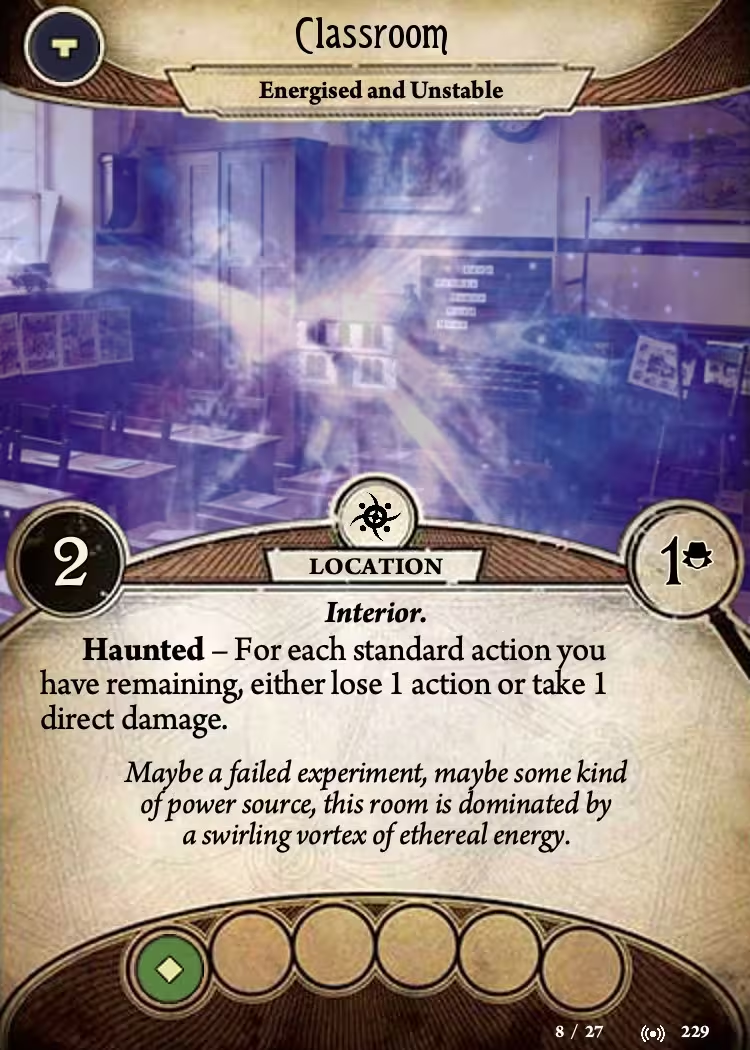 Classroom
Energised and Unstable
2
LOCATION
1
Interior.
Haunted – For each standard action you
have remaining, either lose 1 action or take 1
direct damage.
Maybe a failed experiment, maybe some kind
of power source, this room is dominated by
a swirling vortex of ethereal energy.
8 / 27 229